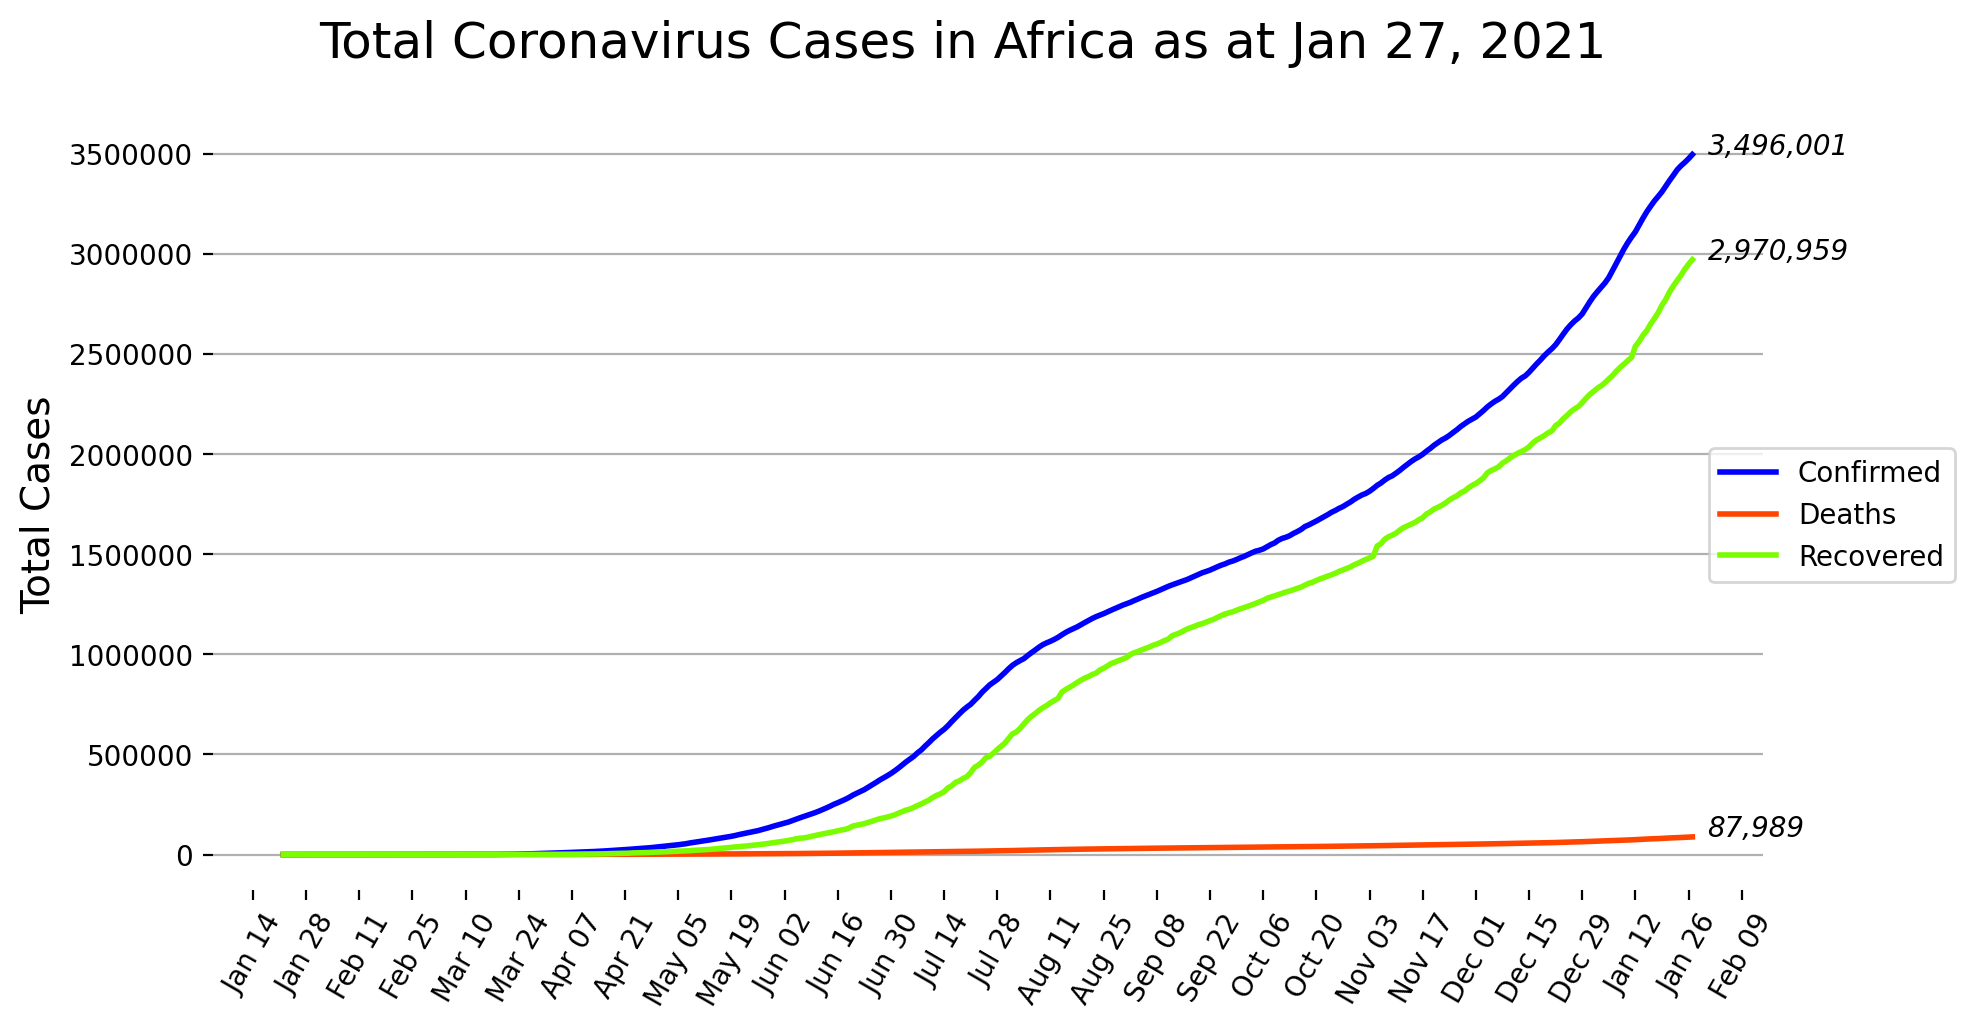 Total Coronavirus Cases in Africa as at Jan 27, 2021
3500000
3000000
2500000
2000000
1500000
1000000
500000
0
Total Cases
3,496,001
2,970,959
87,989
Confirmed
Deaths
Recovered
Jan 14
Jan 28
Feb 11
Feb 25
Mar 10
Mar 24
Apr 07
Apr 21
May 05
May 19
Jun 02
Jun 16
Jun 30
Jul 14
Jul 28
Aug 11
Aug 25
Sep 08
Sep 22
Oct 06
Oct 20
Nov 03
Nov 17
Dec 01
Dec 15
Dec 29
Jan 12
Jan 26
Feb 09